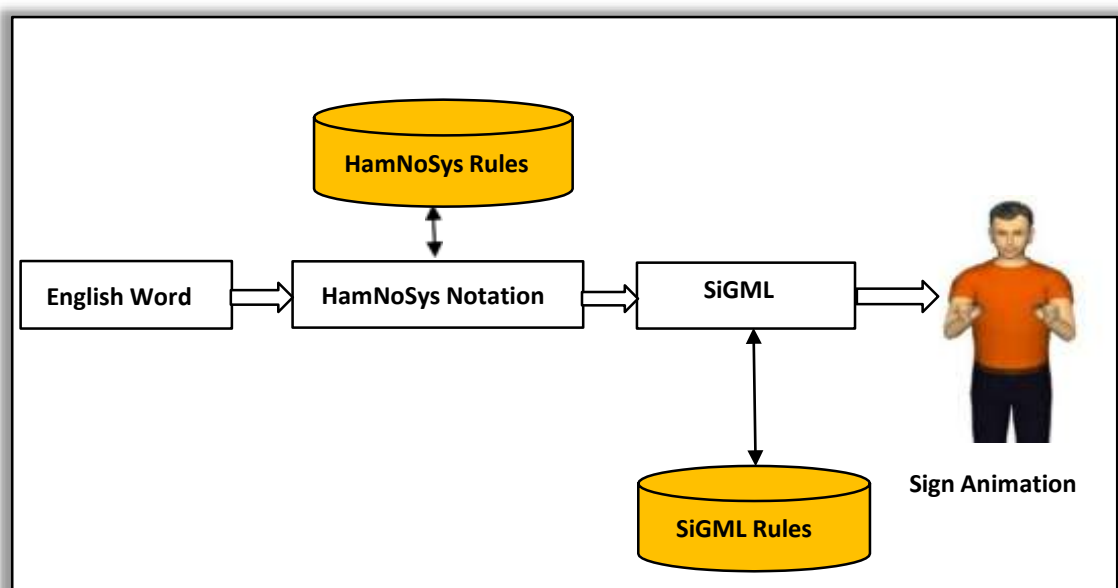 HamNoSys Rules
English Word
HamNoSys Notation
SiGML
Sign Animation
SiGML Rules